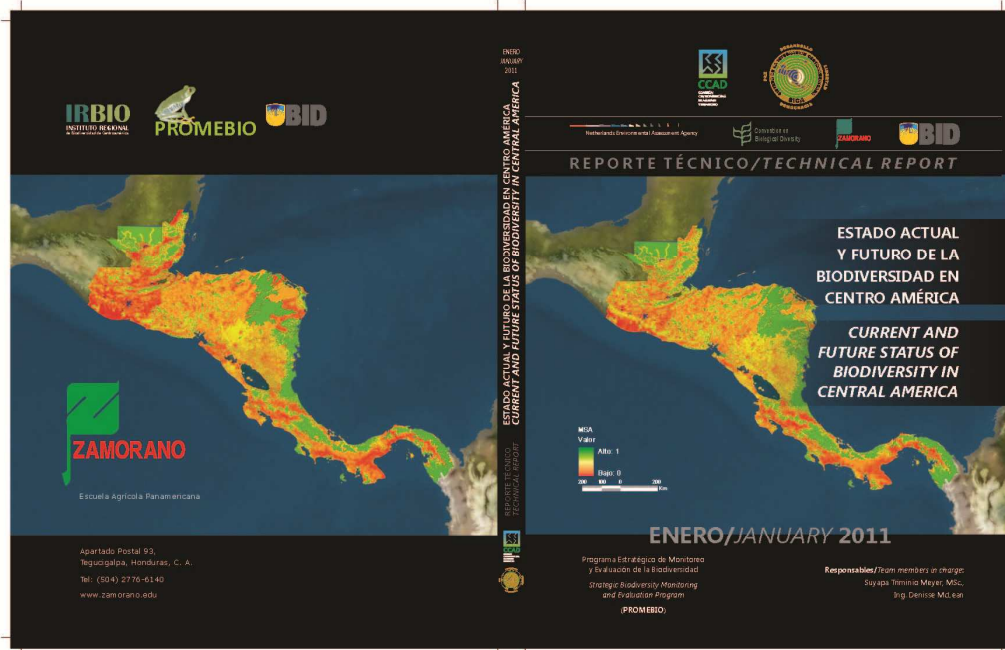 IRBIO
INSTITUTO REGIONAL
PROMEBIO
BID
ZAMORANO
Escuela Agrícola Panamericana
Apartado Postal 93,
Tegucigalpa, Honduras, C. A.
Tel: (504) 2776-6140
www.zamorano.edu
ENERO
JANUARY
2011
ESTADO ACTUAL Y FUTURO DE LA BIODIVERSIDAD EN CENTRO AMÉRICA
CURRENT AND FUTURE STATUS OF BIODIVERSITY IN CENTRAL AMERICA
REPORTE TÉCNICO
TECHNICAL REPORT
CCAD
CCAD
DESARROLLO
LIBERTAD
DEMOCRACIA
PAZ
SICA
Netherlands Environmental Assessment Agency
Convention on
Biological Diversity
ZAMORANO
BID
REPORTE TÉCNICO/TECHNICAL REPORT
ESTADO ACTUAL
Y FUTURO DE LA
BIODIVERSIDAD EN
CENTRO AMÉRICA
CURRENT AND
FUTURE STATUS OF
BIODIVERSITY IN
CENTRAL AMERICA
MSA
Valor
Alto: 1
Bajo: 0
200 100 0 200
Km
ENERO/JANUARY 2011
Programa Estratégico de Monitoreo
y Evaluación de la Biodiversidad
Strategic Biodiversity Monitoring
and Evaluation Program
(PROMEBIO)
Responsables/Team members in charge:
Suyapa Triminio Meyer, MSc,
Ing. Denisse McLean